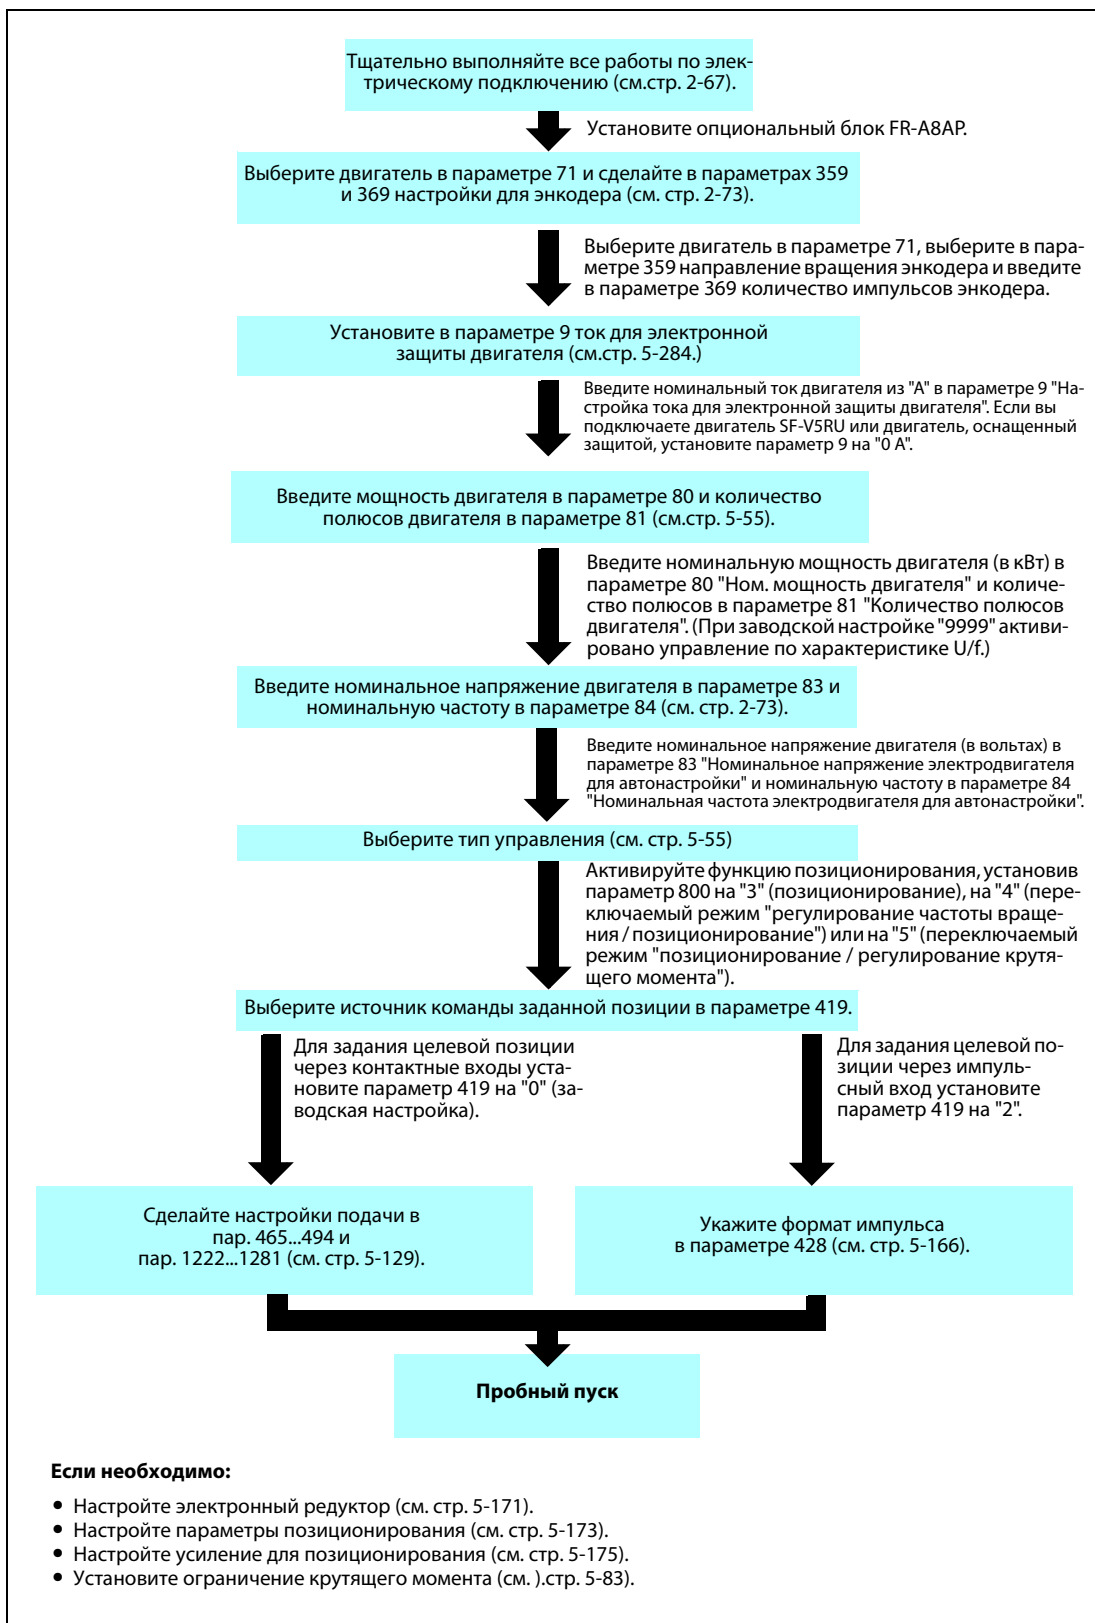 Тщательно выполняйте все работы по элек-
трическому подключению (см.стр. 2-67).
Установите опциональный блок FR-A8AP.
Выберите двигатель в параметре 71 и сделайте в параметрах 359
и 369 настройки для энкодера (см. стр. 2-73).
Выберите двигатель в параметре 71, выберите в пара-
метре 359 направление вращения энкодера и введите
в параметре 369 количество импульсов энкодера.
Установите в параметре 9 ток для электронной
защиты двигателя (см.стр. 5-284.)
Введите номинальный ток двигателя из "А" в параметре 9 "На-
стройка тока для электронной защиты двигателя". Если вы
подключаете двигатель SF-V5RU или двигатель, оснащенный
защитой, установите параметр 9 на "0 А".
Введите мощность двигателя в параметре 80 и количество
полюсов двигателя в параметре 81 (см.стр. 5-55).
Введите номинальную мощность двигателя (в кВт) в
параметре 80 "Ном. мощность двигателя" и количе-
ство полюсов в параметре 81 "Количество полюсов
двигателя". (При заводской настройке "9999" активи-
ровано управление по характеристике U/f.)
Введите номинальное напряжение двигателя в параметре 83 и
номинальную частоту в параметре 84 (см. стр. 2-73).
Введите номинальное напряжение двигателя (в вольтах) в
параметре 83 "Номинальное напряжение электродвигателя
для автонастройки" и номинальную частоту в параметре 84
"Номинальная частота электродвигателя для автонастройки".
Выберите тип управления (см. стр. 5-55)
Активируйте функцию позиционирования, установив
параметр 800 на "3" (позиционирование), на "4" (пере-
ключаемый режим "регулирование частоты враще-
ния / позиционирование") или на "5" (переключаемый
режим "позиционирование / регулирование крутя-
щего момента").
Выберите источник команды заданной позиции в параметре 419.
Для задания целевой позиции
через контактные входы уста-
новите параметр 419 на "0" (за-
водская настройка).
Для задания целевой по-
зиции через импуль-
сный вход установите
параметр 419 на "2".
Сделайте настройки подачи в
пар. 465...494 и
пар. 1222...1281 (см. стр. 5-129).
Укажите формат импульса
в параметре 428 (см. стр. 5-166).
Пробный пуск
Если необходимо:
● Настройте электронный редуктор (см. стр. 5-171).
● Настройте параметры позиционирования (см. стр. 5-173).
● Настройте усиление для позиционирования (см. стр. 5-175).
● Установите ограничение крутящего момента (см. ).стр. 5-83).